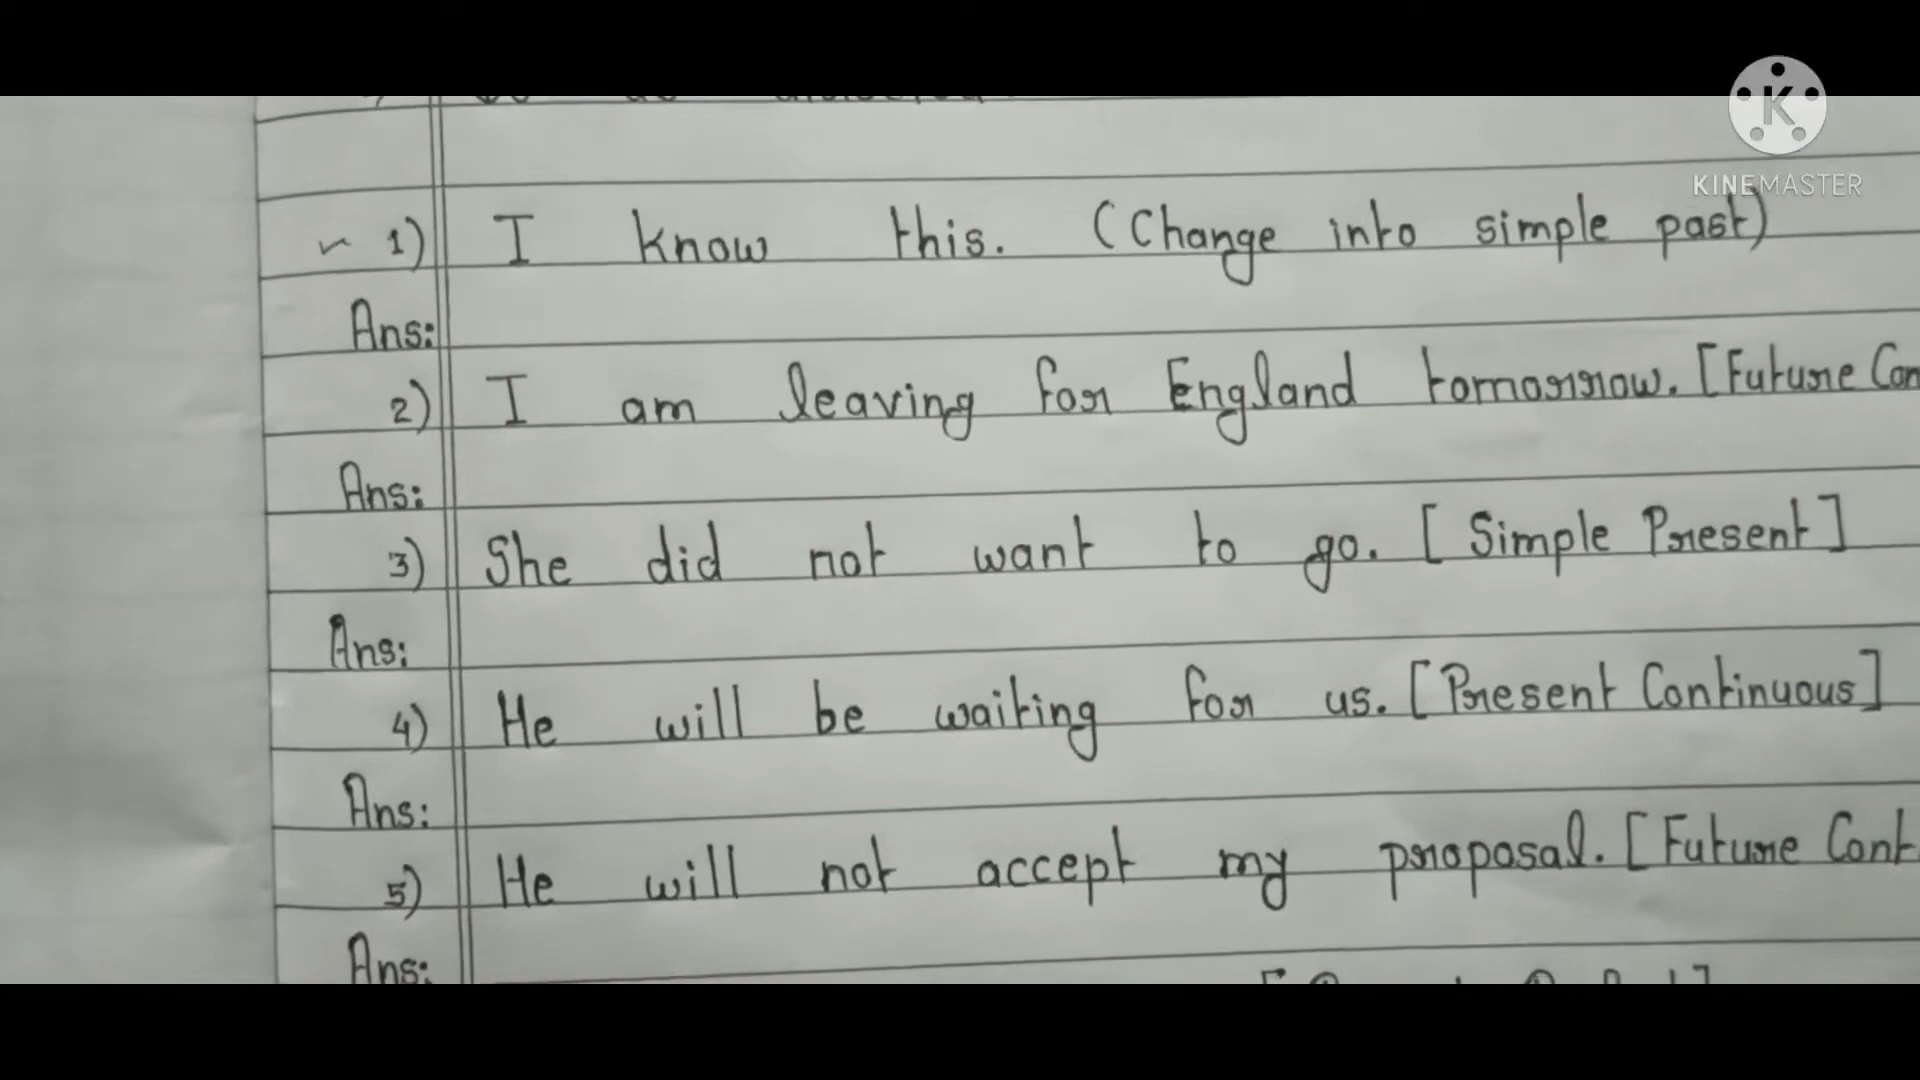 KINEMASTER
1) I know this. (Change into simple past)
Ans:
2) I am leaving for England tomorrow. [Future Con
Ans:
3) She did not want to go. [Simple Present]
Ans:
4) He will be waiting for us. [Present Continuous]
Ans:
5) He will not accept my proposal. [Future Cont
Ans: